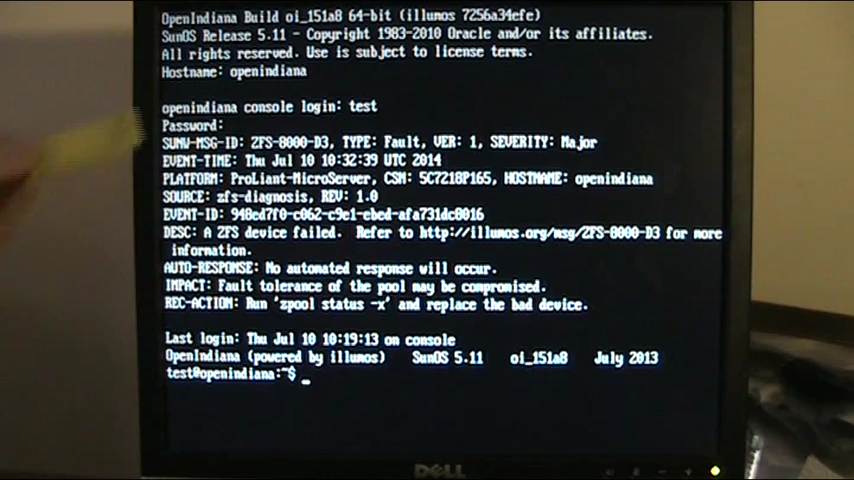 OpenIndiana Build oi_151a8 64-bit (illumos 7256a34efe)
SunOS Release 5.11 - Copyright 1983-2010 Oracle and/or its affiliates.
All rights reserved. Use is subject to license terms.
Hostname: openindiana
openindiana console login: test
Password:
SUNW-MSG-ID: ZFS-8000-D3, TYPE: Fault, VER: 1, SEVERITY: Major
EVENT-TIME: Thu Jul 10 10:32:39 UTC 2014
PLATFORM: ProLiant-MicroServer, CSN: 5C7218P165, HOSTNAME: openindiana
SOURCE: zfs-diagnosis, REV: 1.0
EVENT-ID: 948ed7f0-c062-c9e1-ebed-afa731dc8016
DESC: A ZFS device failed. Refer to http://illumos.org/msg/ZFS-8000-D3 for more
information.
AUTO-RESPONSE: No automated response will occur.
IMPACT: Fault tolerance of the pool may be compromised.
REC-ACTION: Run 'zpool status -x' and replace the bad device.
Last login: Thu Jul 10 10:19:13 on console
OpenIndiana (powered by illumos) SunOS 5.11 oi_151a8 July 2013
test@openindiana:~$ _
DELL